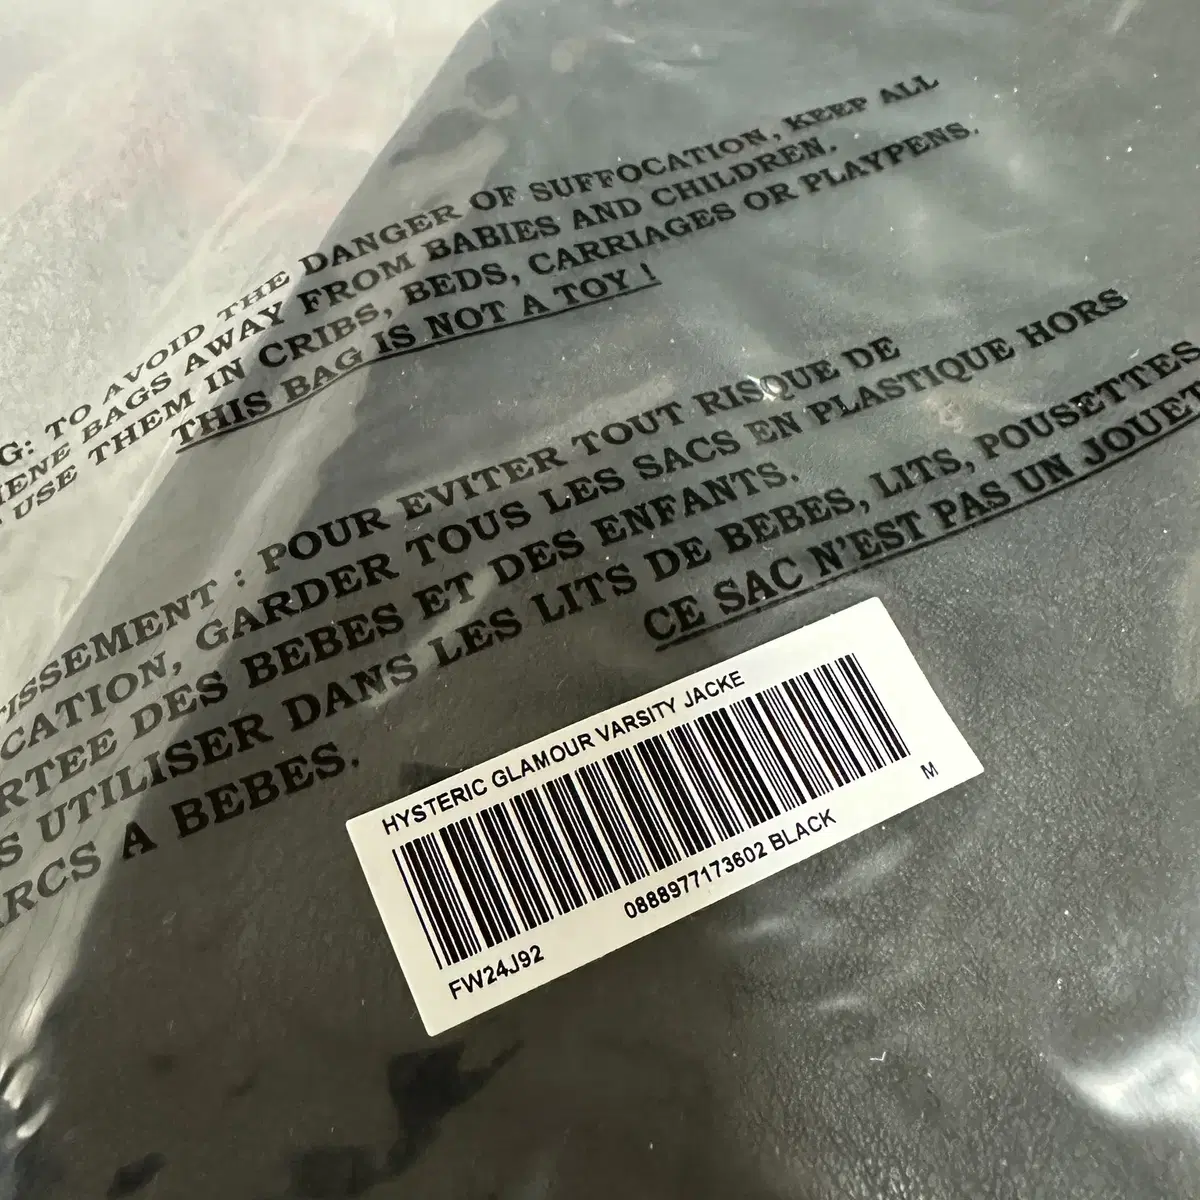 G: TO AVOID THE DANGER OF SUFFOCATION, KEEP ALL
ENE BAGS AWAY FROM BABIES AND CHILDREN.
USE THEM IN CRIBS, BEDS, CARRIAGES OR PLAYPENS.
THIS BAG IS NOT A TOY !
TISSEMENT : POUR EVITER TOUT RISQUE DE
CATION, GARDER TOUS LES SACS EN PLASTIQUE HORS
RTEE DES BEBES ET DES ENFANTS.
S UTILISER DANS LES LITS DE BEBES, LITS, POUSETTES
ARCS A BEBES.
CE SAC N'EST PAS UN JOUET
HYSTERIC GLAMOUR VARSITY JACKE
M
0888977173602 BLACK
FW24J92